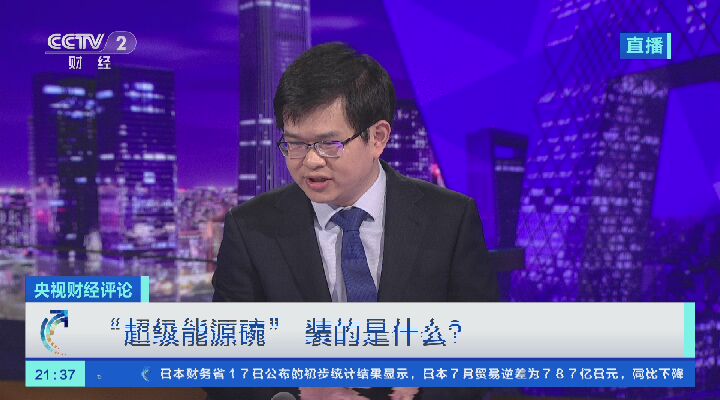 CCTV 2
财经
直播
央视财经评论
“超级能源碗” 装的是什么?
21:37
日本财务省17日公布的初步统计结果显示，日本7月贸易逆差为787亿日元，同比下降